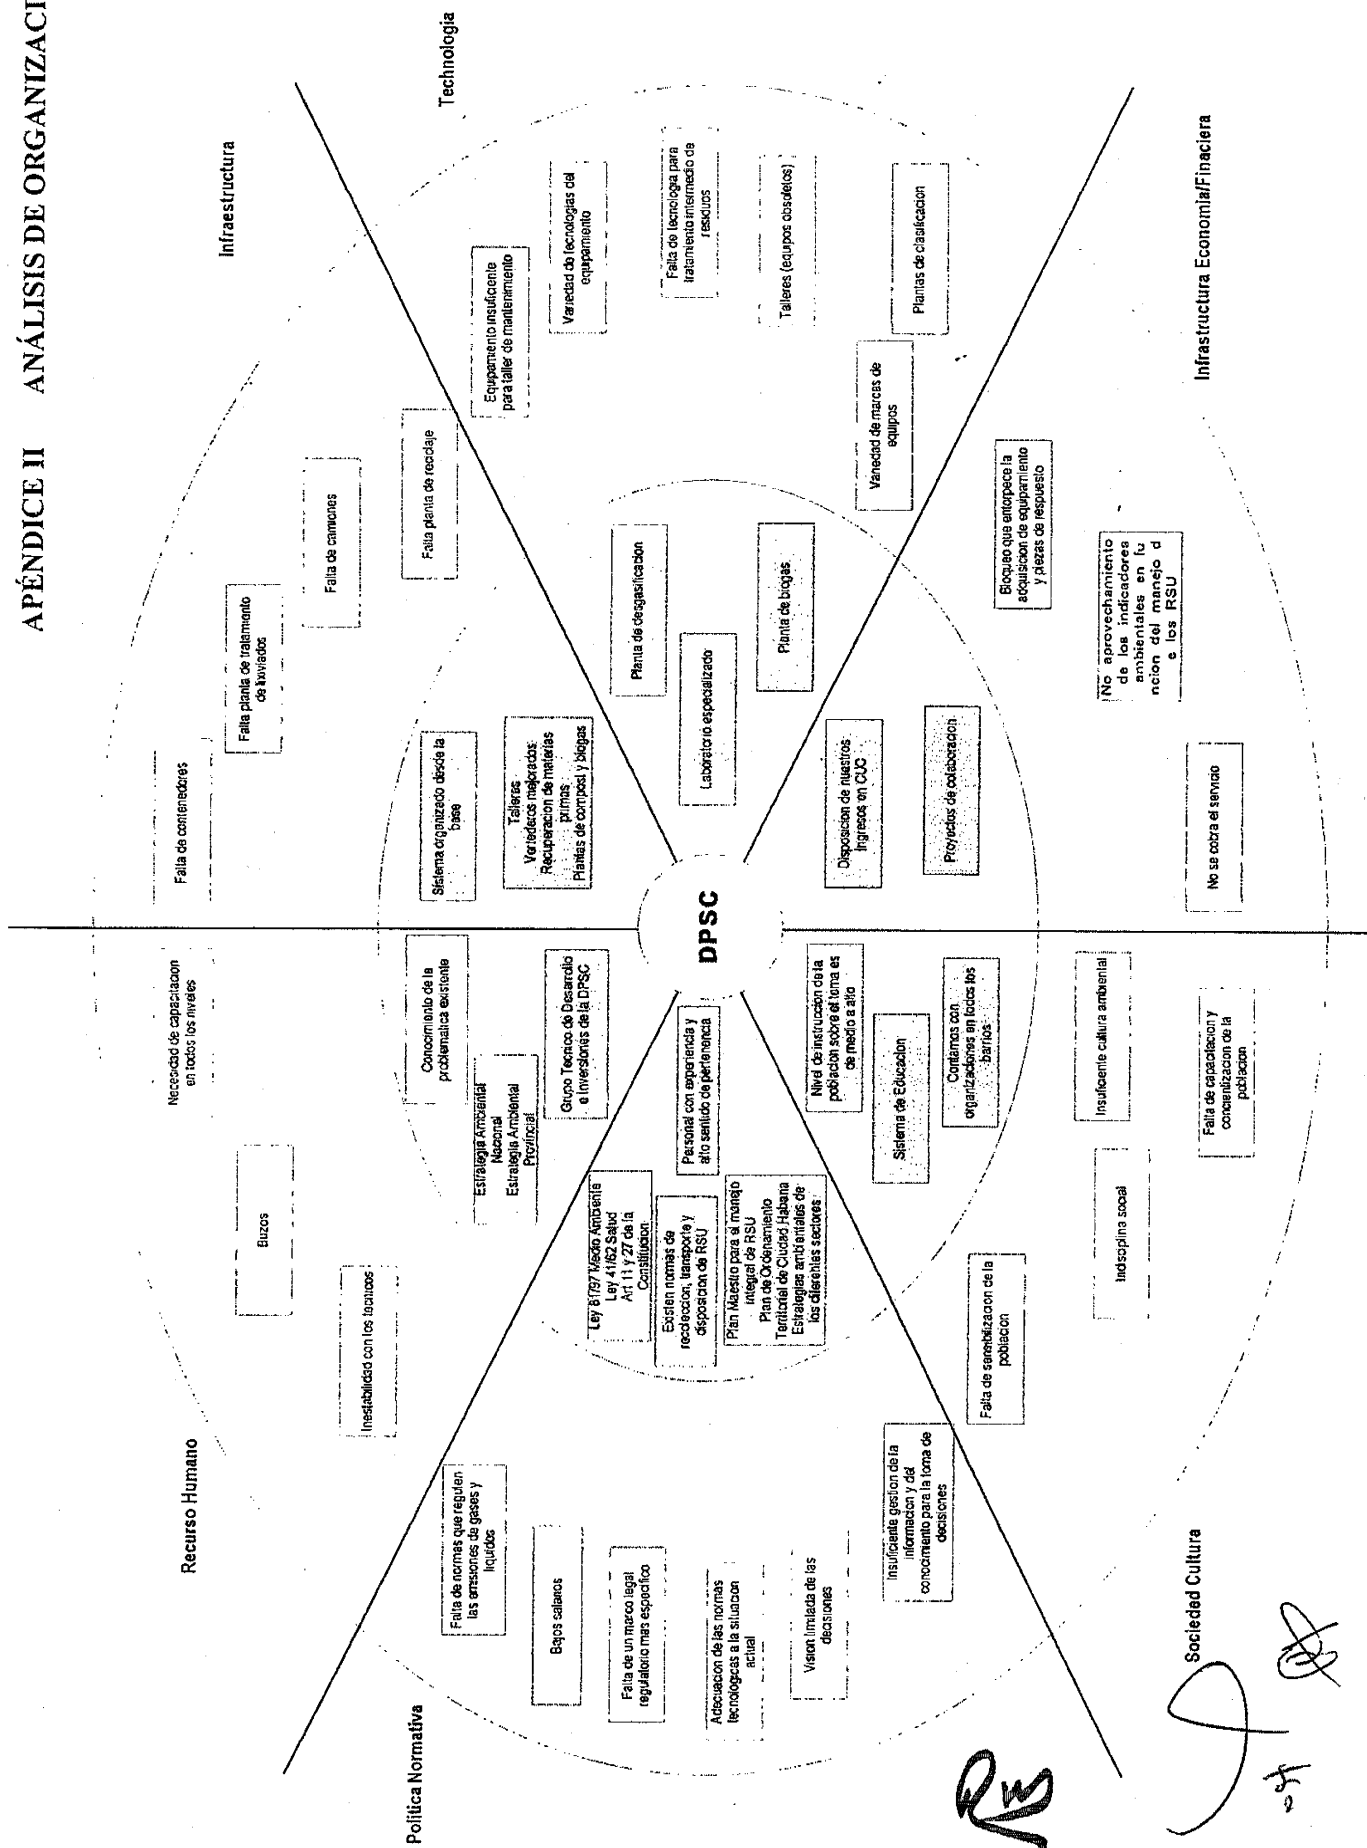 APÉNDICE II ANÁLISIS DE ORGANIZACI
Recurso Humano
Infraestructura
Necesidad de capacitacion
en todos los niveles
Buzos
Inestabilidad con los tecnicos
Conocimiento de la
problematica existente
Estrategia Ambiental
Nacional
Estrategia Ambiental
Provincial
Grupo Tecnico de Desarrollo
e Inversiones de la DPSC
Personal con experiencia y
alto sentido de pertenencia
Falta de contenedores
Falta planta de tratamiento
de lixiviados
Falta de camiones
Falta planta de reciclaje
Sistema organizado desde la
base
Talleres
Vertederos mejorados
Recuperacion de materias
primas
Plantas de compost y biogas
Technologia
Equipamiento insuficiente
para taller de mantenimiento
Variedad de tecnologias del
equipamiento
Falta de tecnologia para
tratamiento intermedio de
residuos
Talleres (equipos obsoletos)
Plantas de clasificacion
Variedad de marcas de
equipos
Planta de desgasificacion
Laboratorio especializado
Planta de biogas
DPSC
Politica Normativa
Falta de normas que regulen
las emisiones de gases y
liquidos
Bajos salarios
Falta de un marco legal
regulatorio mas especifico
Adecuacion de las normas
tecnologicas a la situacion
actual
Vision limitada de las
decisiones
Insuficiente gestion de la
informacion y del
conocimiento para la toma de
decisiones
Ley 81/97 Medio Ambiente
Ley 41/62 Salud
Art 11 y 27 de la
Constitucion
Existen normas de
recoleccion, transporte y
disposicion de RSU
Plan Maestro para el manejo
integral de RSU
Plan de Ordenamiento
Territorial de Ciudad Habana
Estrategias ambientales de
los diferentes sectores
Sociedad Cultura
Nivel de instruccion de la
poblacion sobre el tema es
de medio a alto
Sistema de Educacion
Contamos con
organizaciones en todos los
barrios
Falta de sensibilizacion de la
poblacion
Insuficiente cultura ambiental
Indisciplina social
Falta de capacitacion y
concientizacion de la
poblacion
Infrastructura Economia/Finaciera
Disposicion de nuestros
Ingresos en CUC
Proyectos de colaboracion
Bloqueo que entorpece la
adquisicion de equipamiento
y piezas de respuesto
No aprovechamiento
de los indicadores
ambientales en fu
ncion del manejo d
e los RSU
No se cobra el servicio